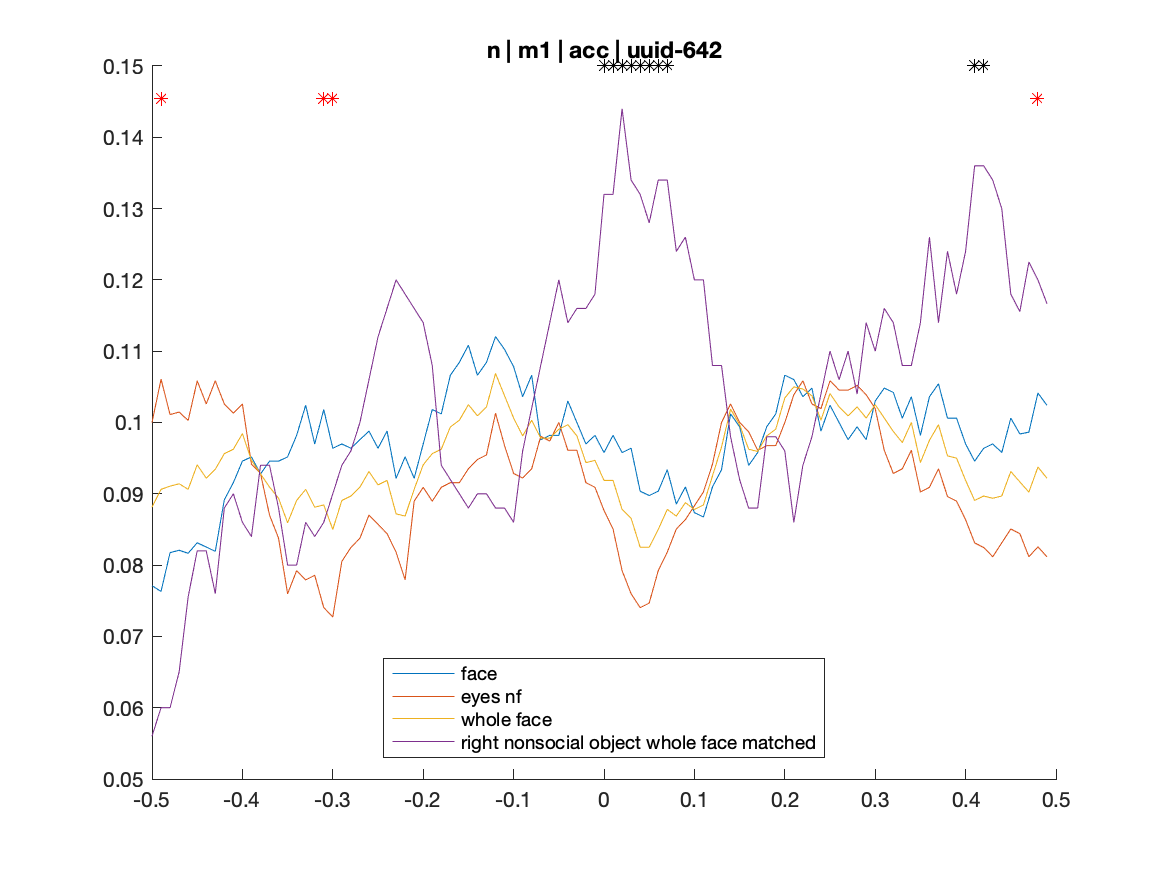 n | m1 | acc | uuid-642
0.15
0.14
0.13
0.12
0.11
0.1
0.09
0.08
0.07
0.06
0.05
face
eyes nf
whole face
right nonsocial object whole face matched
-0.5 -0.4 -0.3 -0.2 -0.1 0 0.1 0.2 0.3 0.4 0.5